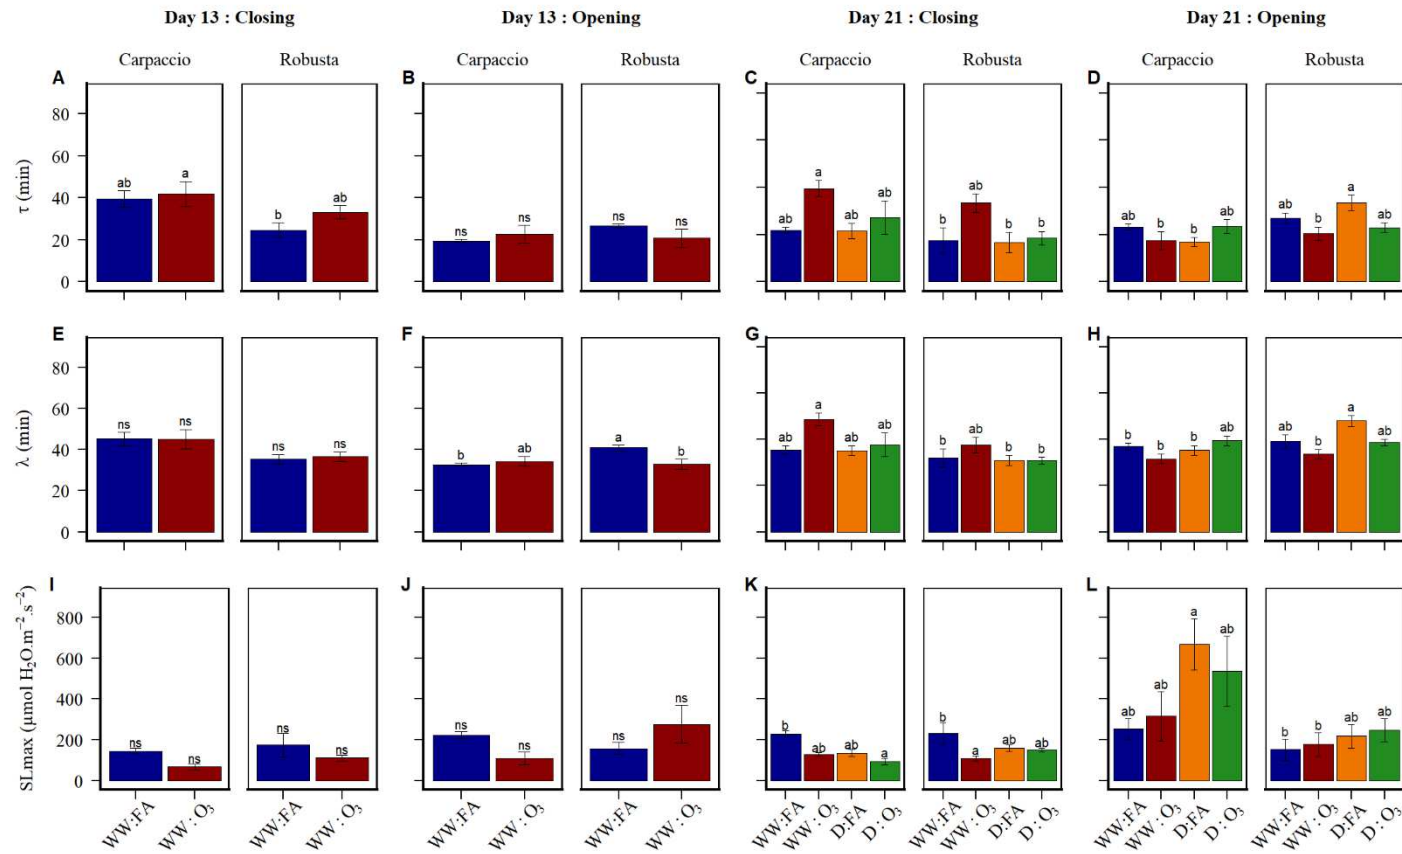 Day 13 : Closing Day 13 : Opening Day 21 : Closing Day 21 : Opening
Carpaccio Robusta Carpaccio Robusta Carpaccio Robusta Carpaccio Robusta
A B C D
τ (min)
80
60
40
20
0
ab a b ab
ns ns ns ns
ab a ab ab b ab b b
ab b b ab ab b a ab
E F G H
λ (min)
80
60
40
20
0
ns ns ns ns
b ab a b
ab a ab ab b ab b b
b b b ab ab b a ab
I J K L
SLmax (μmol H₂O.m⁻².s⁻²)
800
600
400
200
0
ns ns ns ns
ns ns ns ns
b ab ab a b a ab ab
ab ab a ab b b ab ab
WW:FA WW : O₃ WW:FA WW : O₃ WW:FA WW : O₃ WW:FA WW : O₃ WW:FA WW : O₃ D:FA D : O₃ WW:FA WW : O₃ D:FA D : O₃ WW:FA WW : O₃ D:FA D : O₃ WW:FA WW : O₃ D:FA D : O₃